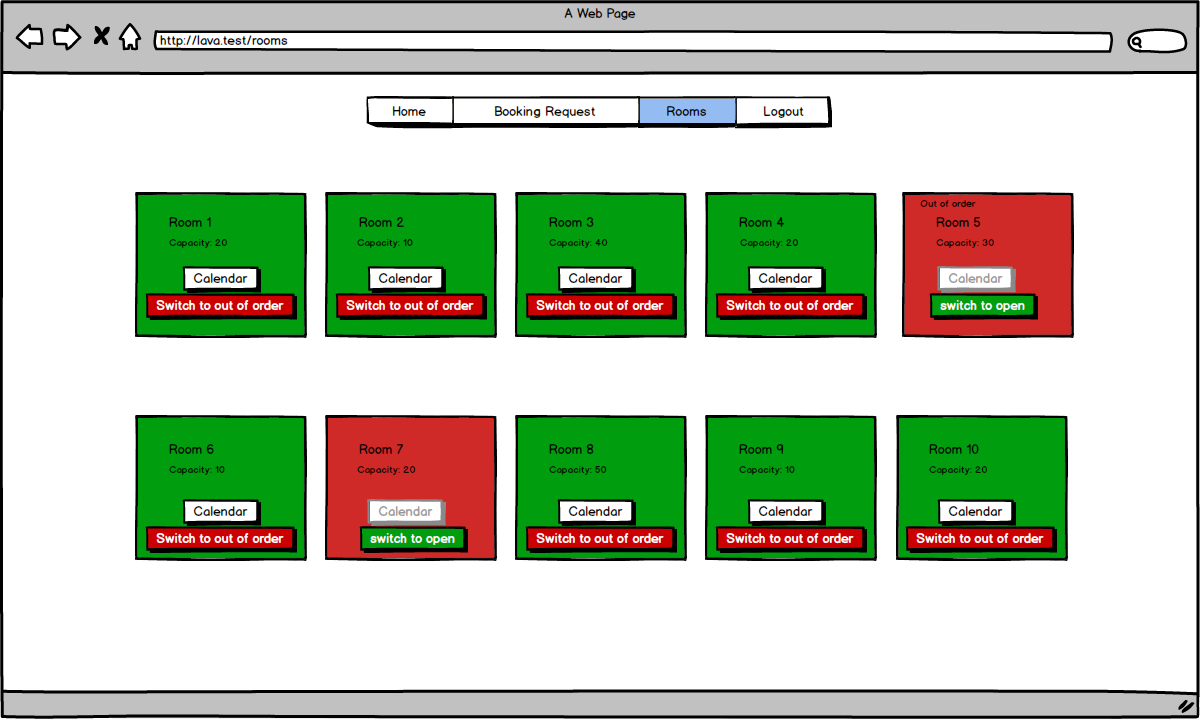 A Web Page
http://lava.test/rooms
Home Booking Request Rooms Logout
Out of order
Room 1 Room 2 Room 3 Room 4 Room 5
Capacity: 20 Capacity: 10 Capacity: 40 Capacity: 20 Capacity: 30
Calendar Calendar Calendar Calendar Calendar
Switch to out of order Switch to out of order Switch to out of order Switch to out of order switch to open
Room 6 Room 7 Room 8 Room 9 Room 10
Capacity: 10 Capacity: 20 Capacity: 50 Capacity: 10 Capacity: 20
Calendar Calendar Calendar Calendar Calendar
Switch to out of order switch to open Switch to out of order Switch to out of order Switch to out of order